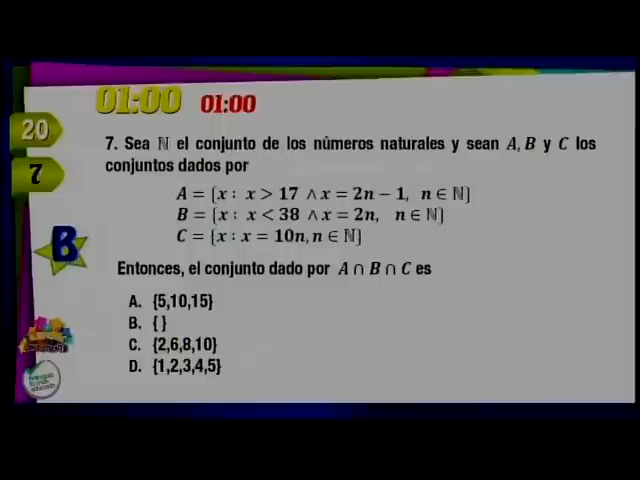 01:00 01:00
20
7
B
7. Sea ℕ el conjunto de los números naturales y sean A, B y C los
conjuntos dados por
A = {x : x > 17 ∧ x = 2n − 1, n ∈ ℕ}
B = {x : x < 38 ∧ x = 2n, n ∈ ℕ}
C = {x : x = 10n, n ∈ ℕ}
Entonces, el conjunto dado por A ∩ B ∩ C es
A. {5,10,15}
B. { }
C. {2,6,8,10}
D. {1,2,3,4,5}